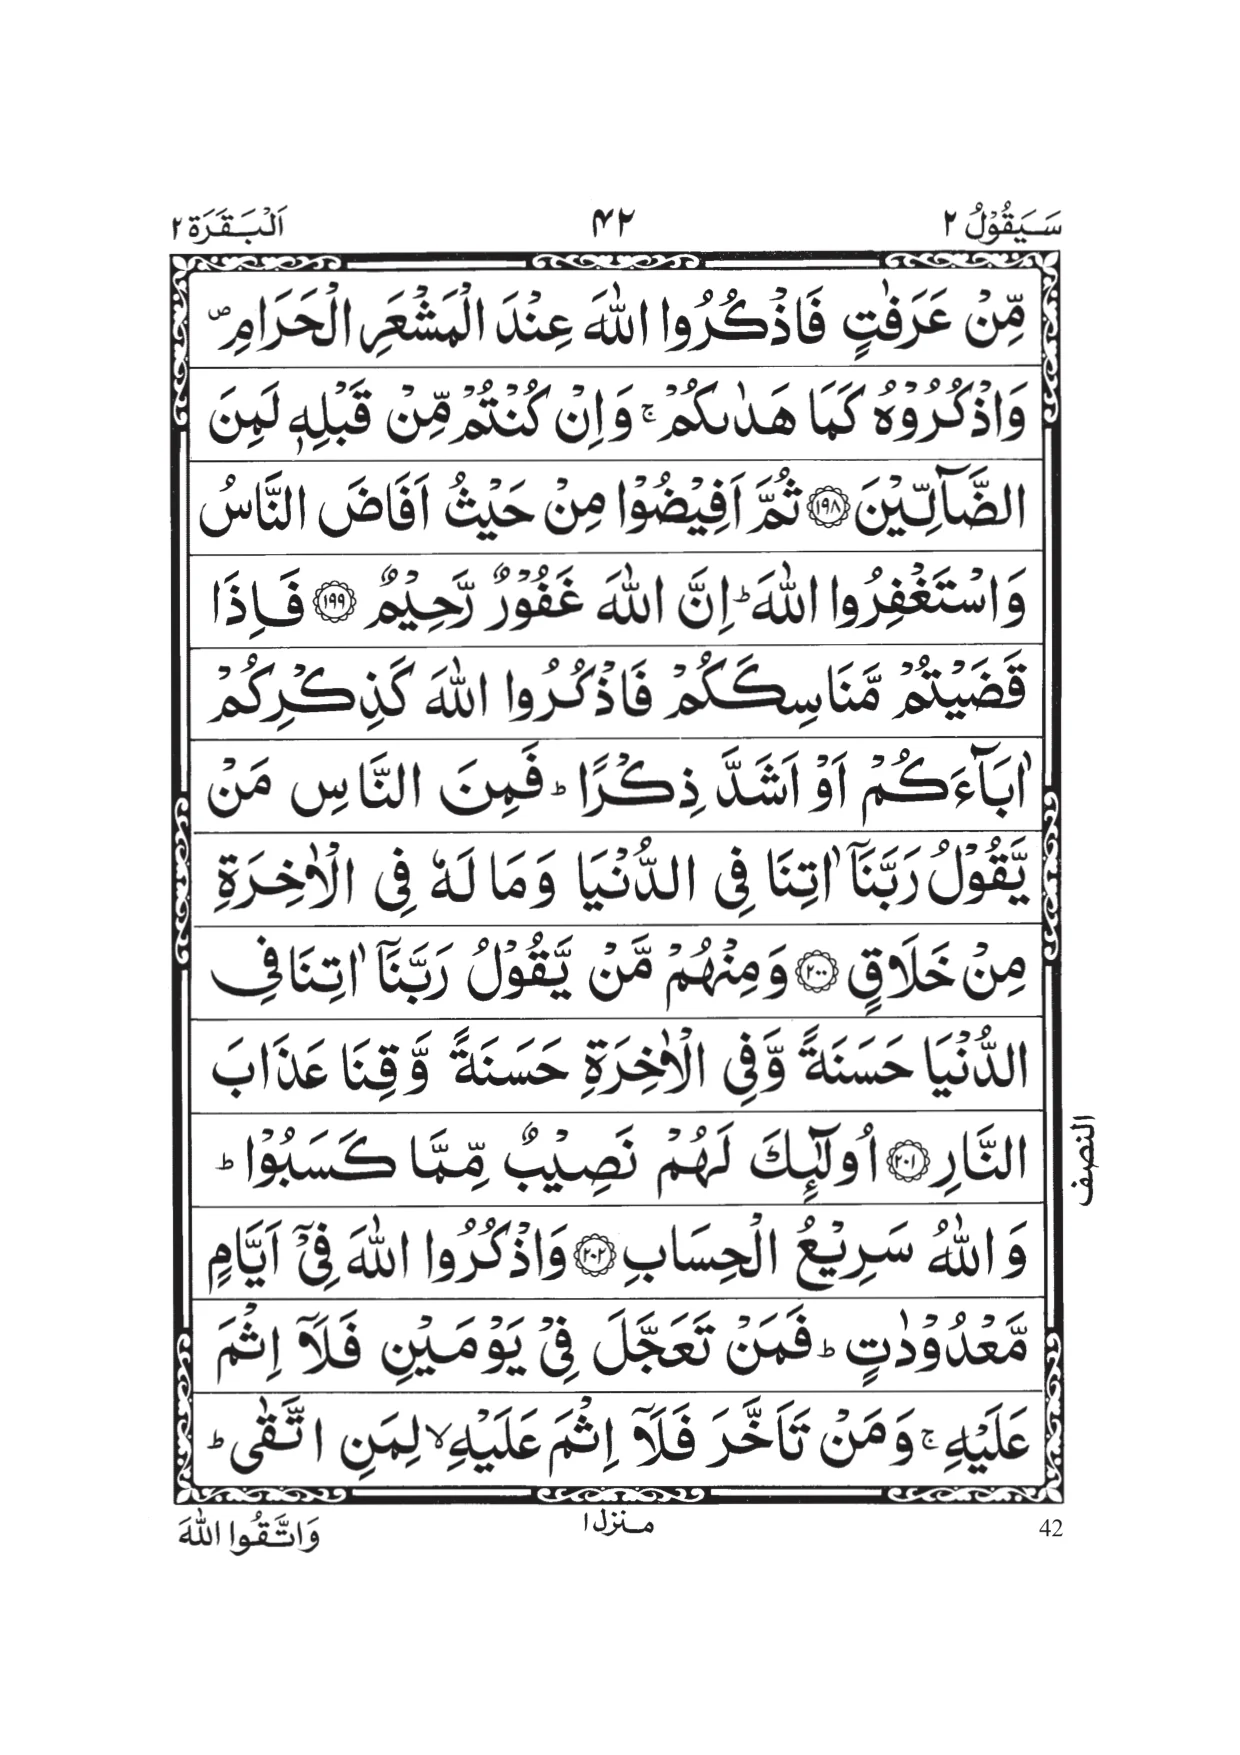 سَيَقُوْلُ ٢
٤٢
اَلْبَقَرَة ٢
مِّنْ عَرَفٰتٍ فَاذْكُرُوا اللّٰهَ عِنْدَ الْمَشْعَرِ الْحَرَامِ ۪
وَاذْكُرُوْهُ كَمَا هَدٰىكُمْ ۚ وَاِنْ كُنْتُمْ مِّنْ قَبْلِهٖ لَمِنَ
الضَّآلِّيْنَ ﴿١٩٨﴾ ثُمَّ اَفِيْضُوْا مِنْ حَيْثُ اَفَاضَ النَّاسُ
وَاسْتَغْفِرُوا اللّٰهَ ؕ اِنَّ اللّٰهَ غَفُوْرٌ رَّحِيْمٌ ﴿١٩٩﴾ فَاِذَا
قَضَيْتُمْ مَّنَاسِكَكُمْ فَاذْكُرُوا اللّٰهَ كَذِكْرِكُمْ
اٰبَآءَكُمْ اَوْ اَشَدَّ ذِكْرًا ؕ فَمِنَ النَّاسِ مَنْ
يَّقُوْلُ رَبَّنَآ اٰتِنَا فِى الدُّنْيَا وَمَا لَهٗ فِى الْاٰخِرَةِ
مِنْ خَلَاقٍ ﴿٢٠٠﴾ وَمِنْهُمْ مَّنْ يَّقُوْلُ رَبَّنَآ اٰتِنَا فِى
الدُّنْيَا حَسَنَةً وَّفِى الْاٰخِرَةِ حَسَنَةً وَّقِنَا عَذَابَ
النَّارِ ﴿٢٠١﴾ اُولٰٓئِكَ لَهُمْ نَصِيْبٌ مِّمَّا كَسَبُوْا ؕ
وَاللّٰهُ سَرِيْعُ الْحِسَابِ ﴿٢٠٢﴾ وَاذْكُرُوا اللّٰهَ فِىْٓ اَيَّامٍ
مَّعْدُوْدٰتٍ ؕ فَمَنْ تَعَجَّلَ فِىْ يَوْمَيْنِ فَلَآ اِثْمَ
عَلَيْهِ ۚ وَمَنْ تَاَخَّرَ فَلَآ اِثْمَ عَلَيْهِ ۙ لِمَنِ اتَّقٰى ؕ
النصف
42
منزل ١
وَاتَّقُوا اللّٰهَ